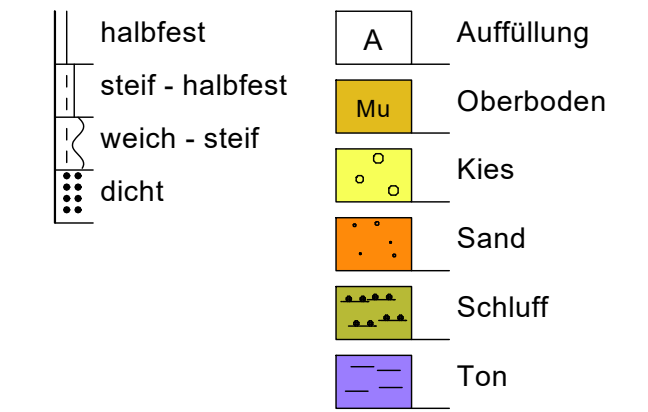 halbfest
steif - halbfest
weich - steif
dicht
A
Auffüllung
Mu
Oberboden
Kies
Sand
Schluff
Ton